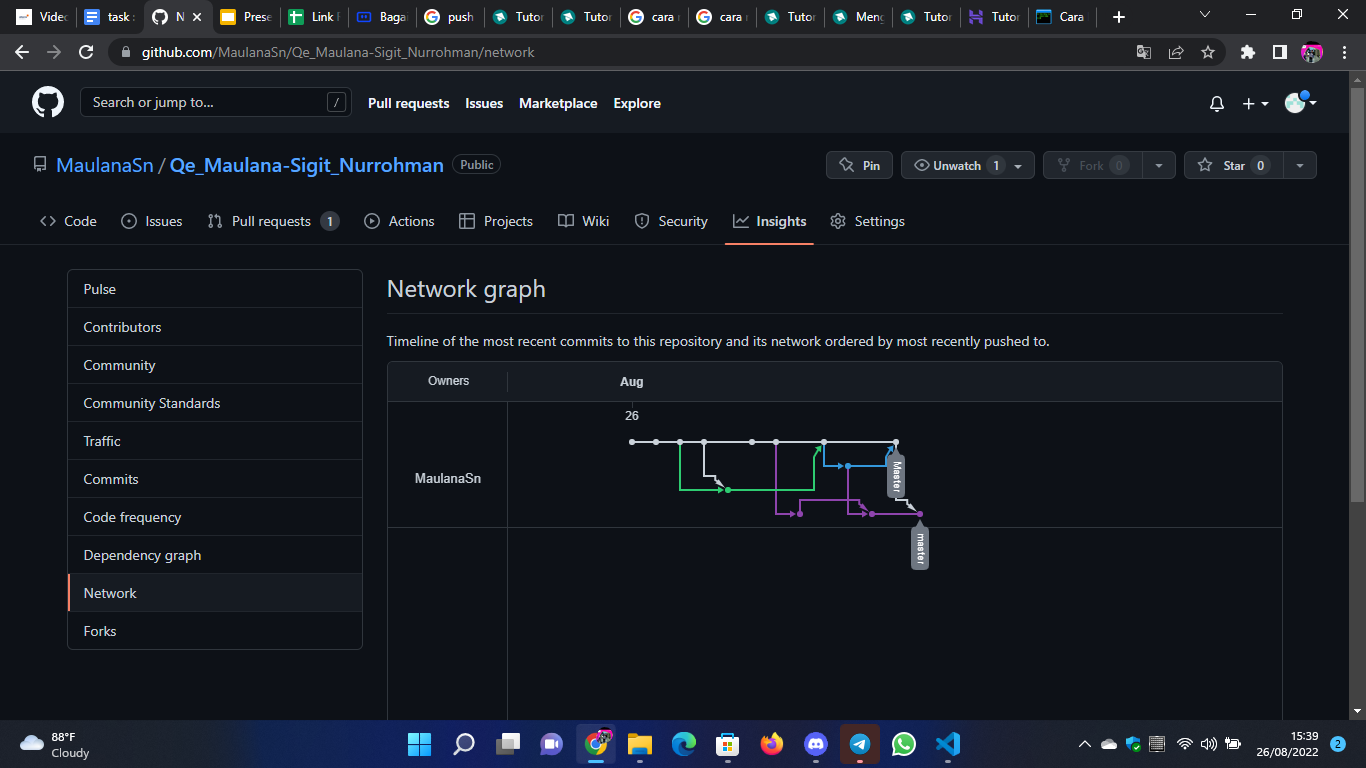 Videc
task
N
Prese
Link F
Bagai
push
Tutor
Tutor
cara
cara
Tutor
Meng
Tutor
Tutor
Cara
github.com/MaulanaSn/Qe_Maulana-Sigit_Nurrohman/network
Search or jump to... /
Pull requests Issues Marketplace Explore
MaulanaSn / Qe_Maulana-Sigit_Nurrohman Public
Pin Unwatch 1 Fork 0 Star 0
Code Issues Pull requests 1 Actions Projects Wiki Security Insights Settings
Pulse
Contributors
Community
Community Standards
Traffic
Commits
Code frequency
Dependency graph
Network
Forks
Network graph
Timeline of the most recent commits to this repository and its network ordered by most recently pushed to.
Owners Aug
26
MaulanaSn
Master
master
88°F
Cloudy
15:39
26/08/2022
2